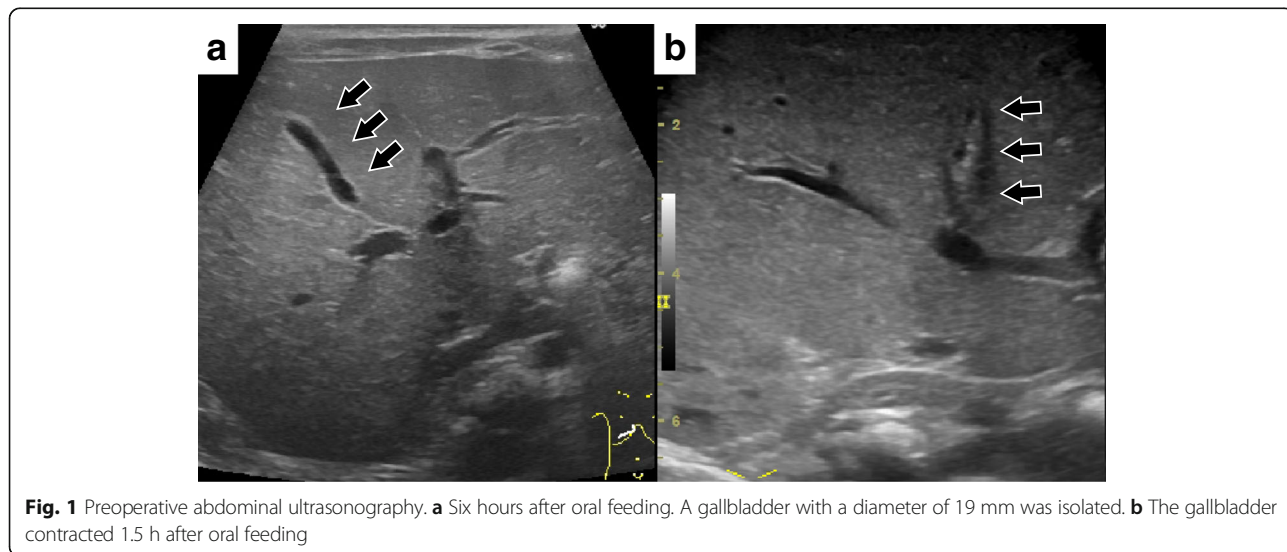 a
b
2
4
6
Fig. 1 Preoperative abdominal ultrasonography. a Six hours after oral feeding. A gallbladder with a diameter of 19 mm was isolated. b The gallbladder
contracted 1.5 h after oral feeding